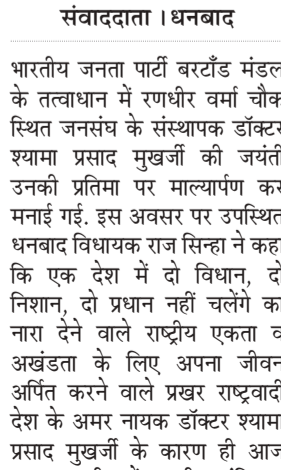 संवाददाता । धनबाद
भारतीय जनता पार्टी बरटाँड मंडल
के तत्वाधान में रणधीर वर्मा चौक
स्थित जनसंघ के संस्थापक डॉक्टर
श्यामा प्रसाद मुखर्जी की जयंती
उनकी प्रतिमा पर माल्यार्पण कर
मनाई गई. इस अवसर पर उपस्थित
धनबाद विधायक राज सिन्हा ने कहा
कि एक देश में दो विधान, दो
निशान, दो प्रधान नहीं चलेंगे का
नारा देने वाले राष्ट्रीय एकता व
अखंडता के लिए अपना जीवन
अर्पित करने वाले प्रखर राष्ट्रवादी
देश के अमर नायक डॉक्टर श्यामा
प्रसाद मुखर्जी के कारण ही आज